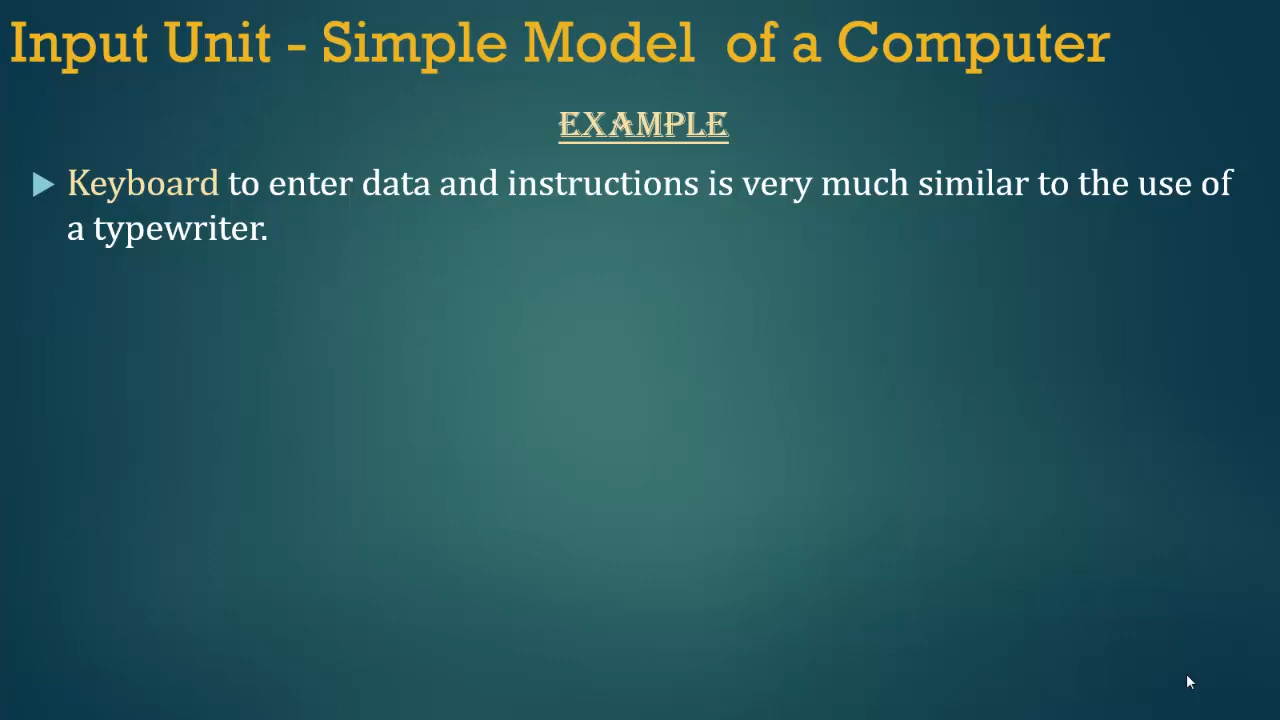 Input Unit - Simple Model of a Computer
EXAMPLE
Keyboard to enter data and instructions is very much similar to the use of
a typewriter.